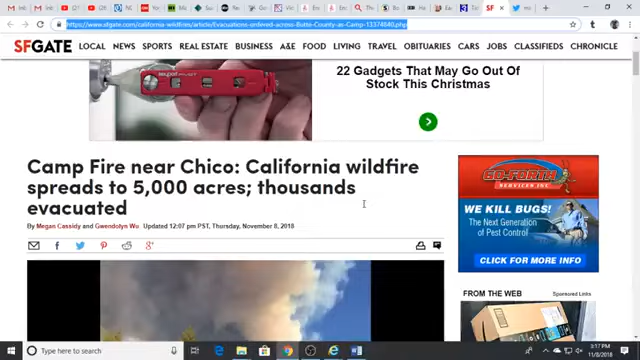 https://www.sfgate.com/california-wildfires/article/Evacuations-ordered-across-Butte-County-as-Camp-13374640.php
SFGATE LOCAL NEWS SPORTS REAL ESTATE BUSINESS A&E FOOD LIVING TRAVEL OBITUARIES CARS JOBS CLASSIFIEDS CHRONICLE
22 Gadgets That May Go Out Of
Stock This Christmas
Camp Fire near Chico: California wildfire
spreads to 5,000 acres; thousands
evacuated
By Megan Cassidy and Gwendolyn Wu Updated 12:07 pm PST, Thursday, November 8, 2018
GO-FORTH
SERVICES INC
WE KILL BUGS!
The Next Generation
of Pest Control
CLICK FOR MORE INFO
FROM THE WEB Sponsored Links
Type here to search
3:17 PM
11/8/2018